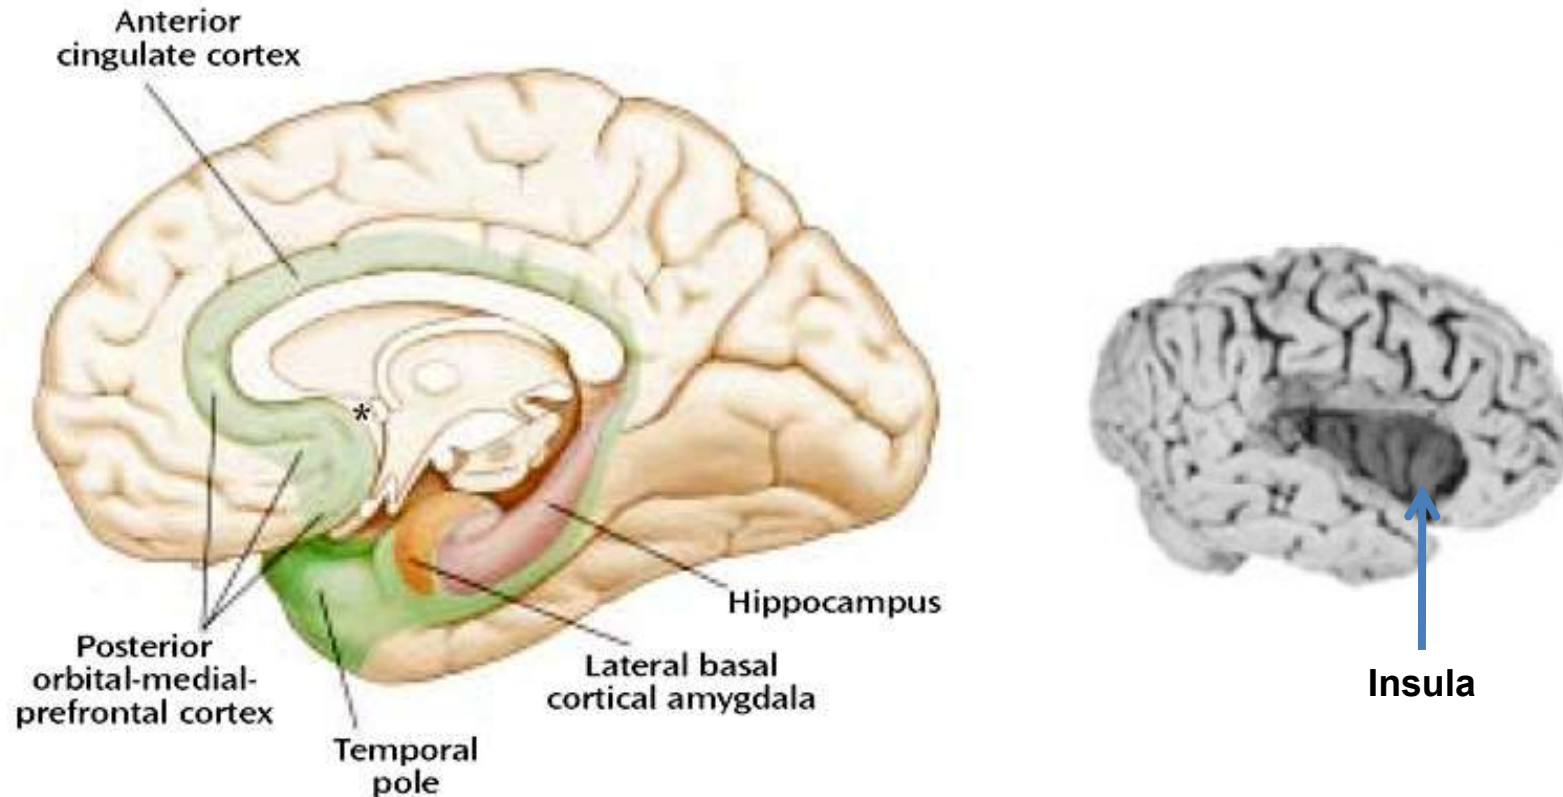 Anterior
cingulate cortex
*
Hippocampus
Posterior
orbital-medial-
prefrontal cortex
Lateral basal
cortical amygdala
Temporal
pole
Insula